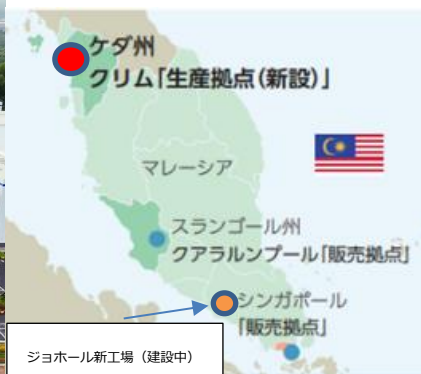 ケダ州
クリム「生産拠点(新設)」
マレーシア
スランゴール州
クアラルンプール「販売拠点」
シンガポール
「販売拠点」
ジョホール新工場（建設中）